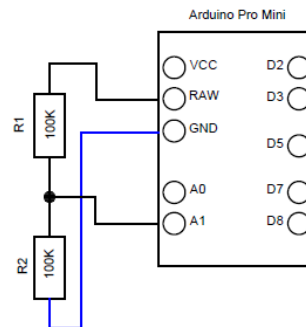 Arduino Pro Mini
VCC
D2
RAW
D3
GND
D5
R1
100K
A0
D7
A1
D8
R2
100K